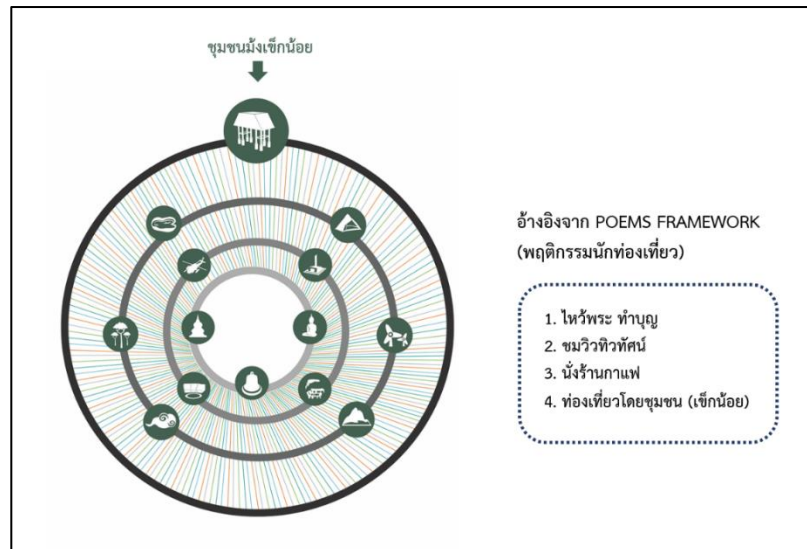 ชุมชนม้งเข็กน้อย
อ้างอิงจาก POEMS FRAMEWORK
(พฤติกรรมนักท่องเที่ยว)
1. ไหว้พระ ทำบุญ
2. ชมวิวทิวทัศน์
3. นั่งร้านกาแฟ
4. ท่องเที่ยวโดยชุมชน (เข็กน้อย)